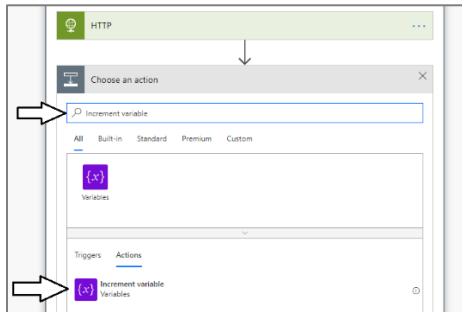 HTTP
Choose an action
Increment variable
All Built-in Standard Premium Custom
{x}
Variables
Triggers Actions
{x} Increment variable
Variables